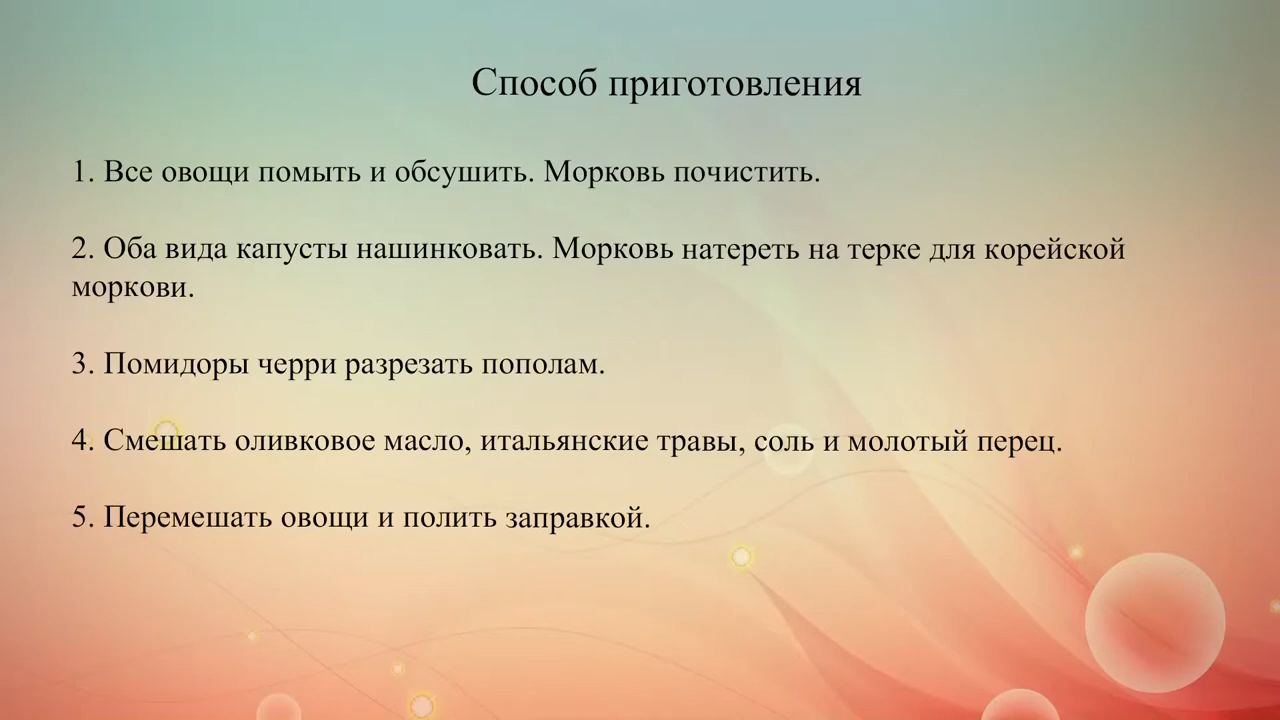 Способ приготовления
1. Все овощи помыть и обсушить. Морковь почистить.
2. Оба вида капусты нашинковать. Морковь натереть на терке для корейской
моркови.
3. Помидоры черри разрезать пополам.
4. Смешать оливковое масло, итальянские травы, соль и молотый перец.
5. Перемешать овощи и полить заправкой.